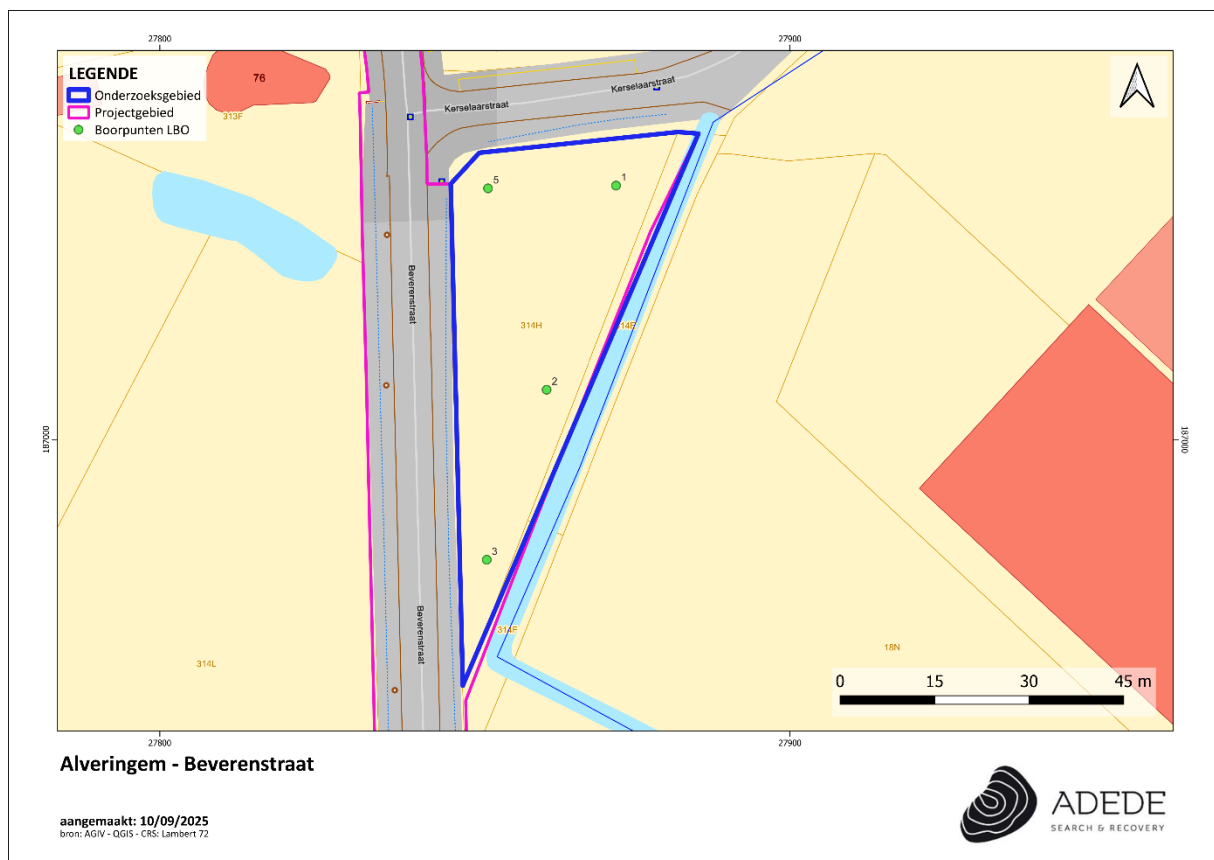 27800
27900
LEGENDE
Onderzoeksgebied
Projectgebied
Boorpunten LBO
76
313F
Kerselaarstraat
Kerselaarstraat
5
1
Beverenstraat
314H
314E
2
187000
187000
3
Beverenstraat
314F
314L
18N
0 15 30 45 m
27800
27900
Alveringem - Beverenstraat
aangemaakt: 10/09/2025
bron: AGIV - QGIS - CRS: Lambert 72
ADEDE
SEARCH & RECOVERY